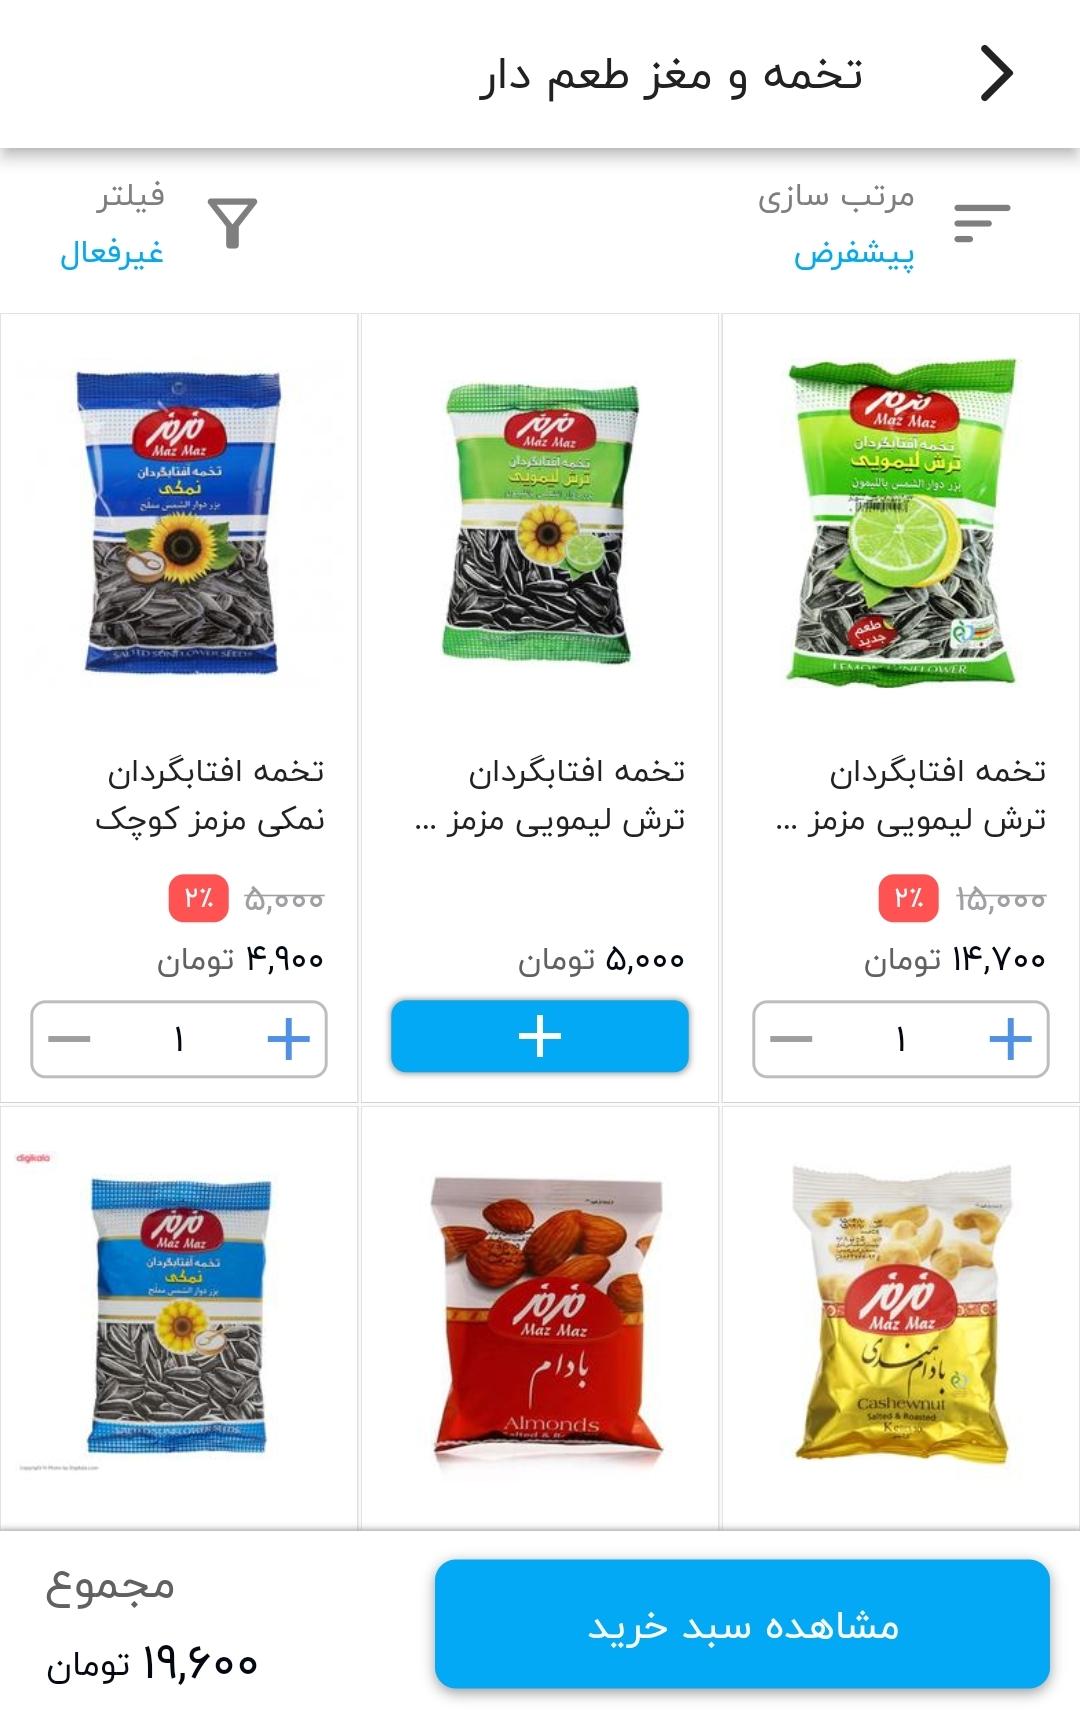 تخمه و مغز طعم دار
مرتب سازی
پیشفرض
فیلتر
غیرفعال
مزمز
Maz Maz
تخمه آفتابگردان
ترش لیمویی
بزر دوار الشمس بالليمون
طعم
جدید
مزمز
Maz Maz
تخمه آفتابگردان
ترش لیمویی
مزمز
Maz Maz
تخمه آفتابگردان
نمکی
بزر دوار الشمس مملح
SALTED SUNFLOWER SEEDS
تخمه افتابگردان
ترش لیمویی مزمز ...
۱۵,۰۰۰ ۲٪
۱۴,۷۰۰ تومان
+ ۱ −
تخمه افتابگردان
ترش لیمویی مزمز ...
۵,۰۰۰ تومان
+
تخمه افتابگردان
نمکی مزمز کوچک
۵,۰۰۰ ۲٪
۴,۹۰۰ تومان
+ ۱ −
مزمز
Maz Maz
بادام هندی
Cashewnut
Salted & Roasted
مزمز
Maz Maz
بادام
Almonds
digikala
مزمز
Maz Maz
تخمه آفتابگردان
نمکی
بزر دوار الشمس مملح
مشاهده سبد خرید
مجموع
۱۹,۶۰۰ تومان